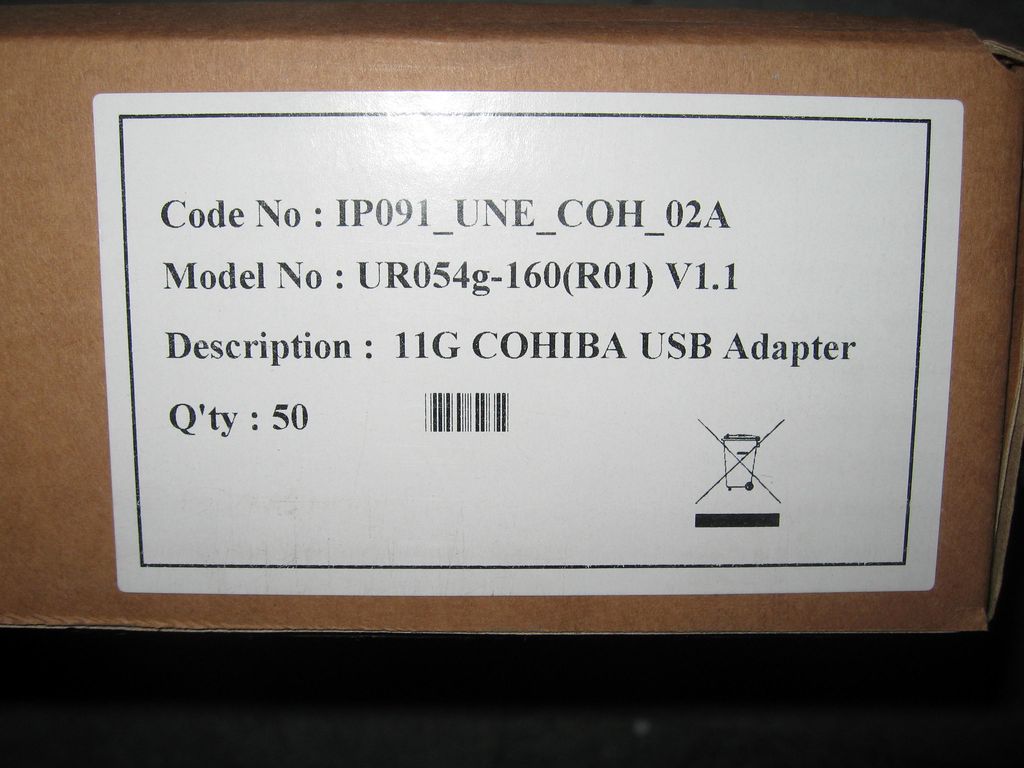 Code No : IP091_UNE_COH_02A
Model No : UR054g-160(R01) V1.1
Description : 11G COHIBA USB Adapter
Q'ty : 50